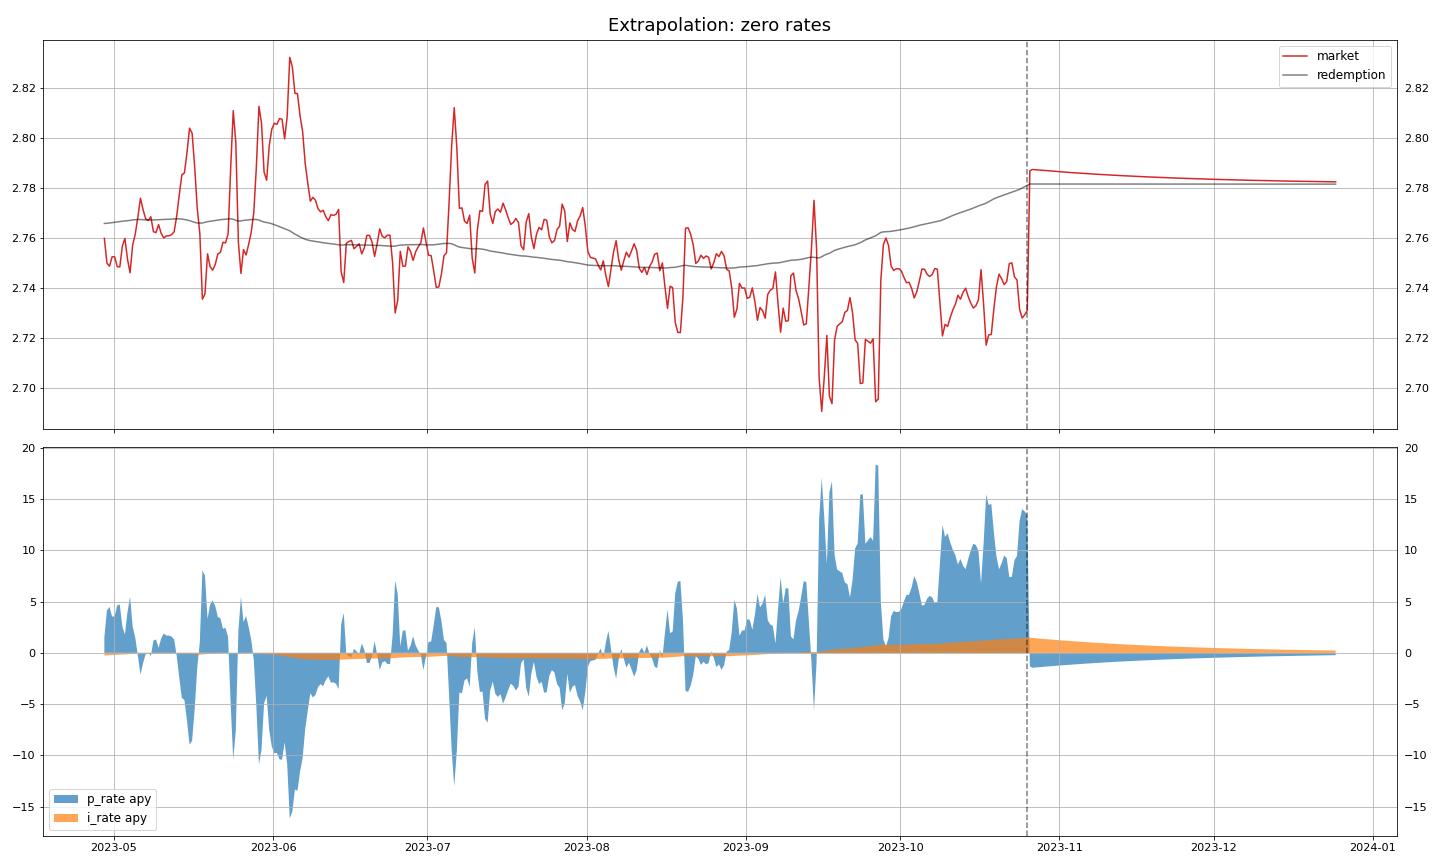 Extrapolation: zero rates
market
redemption
2.82 2.82
2.80 2.80
2.78 2.78
2.76 2.76
2.74 2.74
2.72 2.72
2.70 2.70
20 20
15 15
10 10
5 5
0 0
−5 −5
−10 −10
−15 −15
p_rate apy
i_rate apy
2023-05 2023-06 2023-07 2023-08 2023-09 2023-10 2023-11 2023-12 2024-01